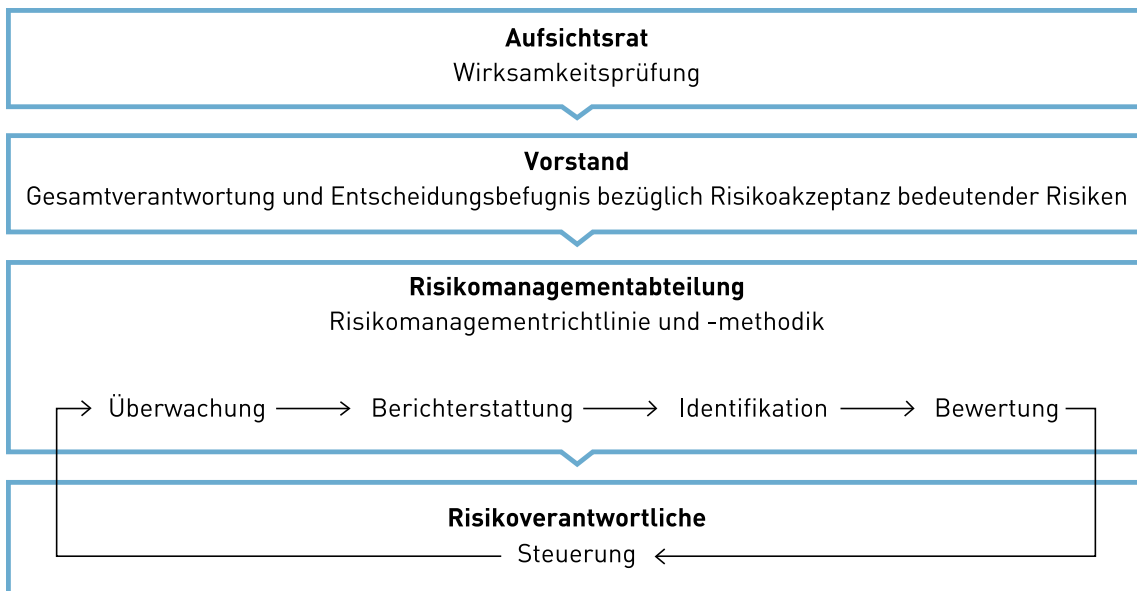 Aufsichtsrat
Wirksamkeitsprüfung
Vorstand
Gesamtverantwortung und Entscheidungsbefugnis bezüglich Risikoakzeptanz bedeutender Risiken
Risikomanagementabteilung
Risikomanagementrichtlinie und -methodik
Überwachung Berichterstattung Identifikation Bewertung
Risikoverantwortliche
Steuerung